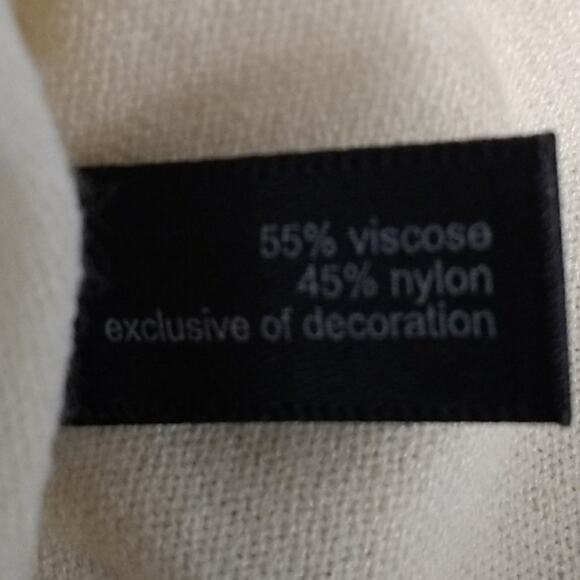 55% viscose
45% nylon
exclusive of decoration